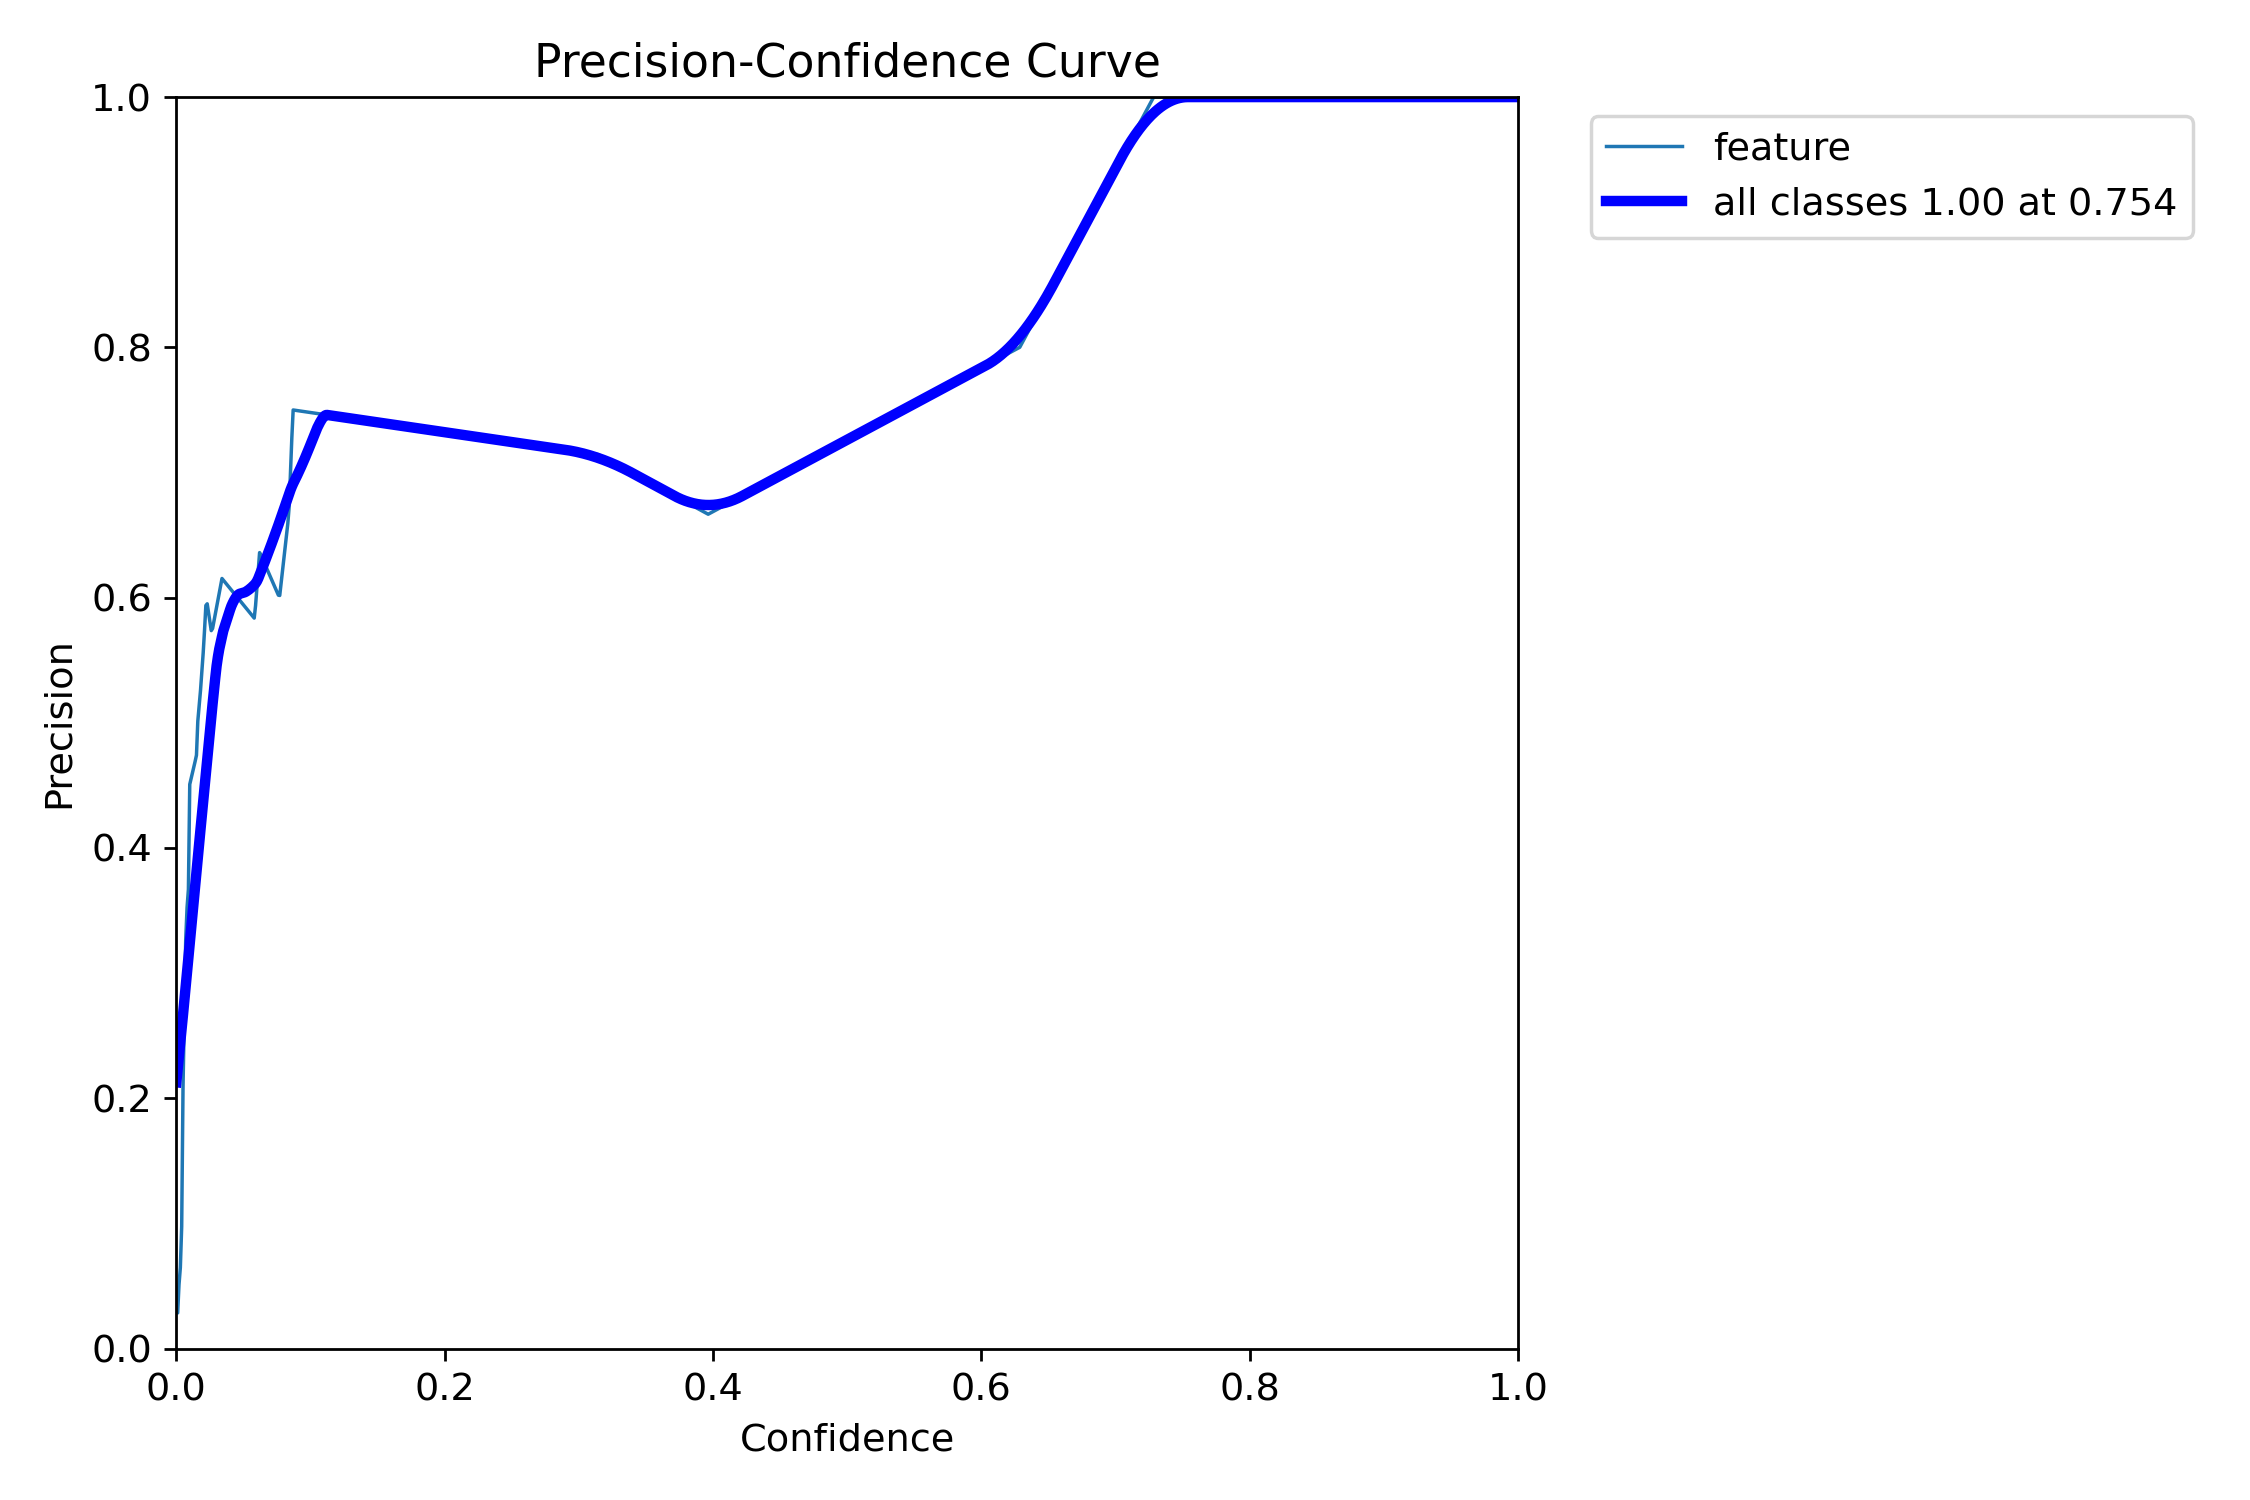 Precision-Confidence Curve
1.0
0.8
0.6
0.4
0.2
0.0
Precision
0.0 0.2 0.4 0.6 0.8 1.0
Confidence
feature
all classes 1.00 at 0.754